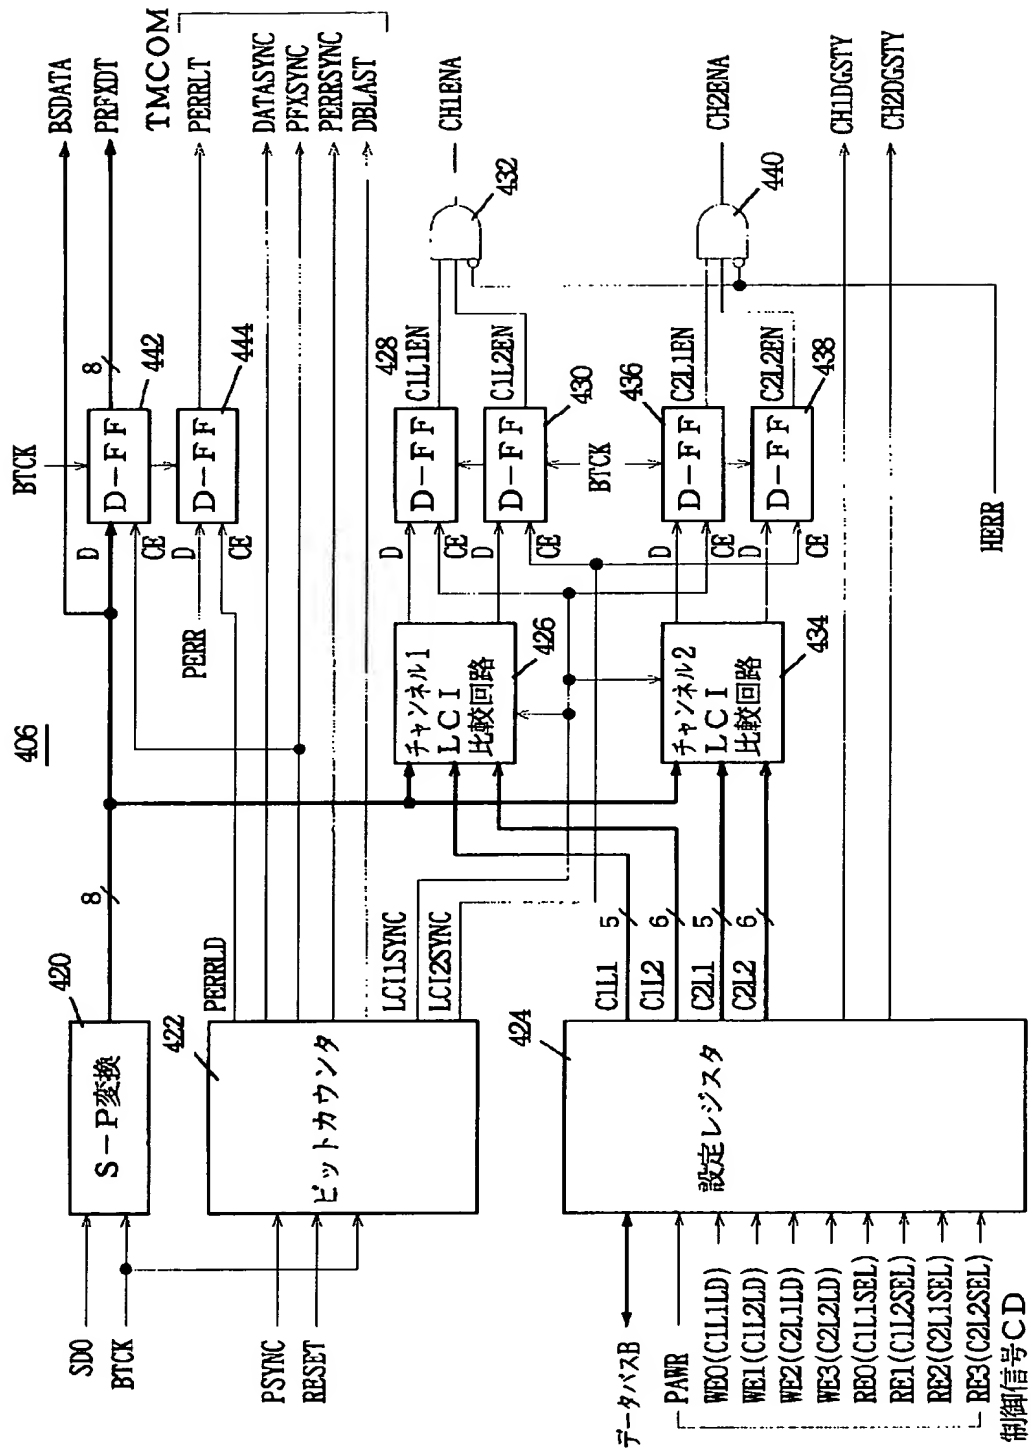 406
SDO
BTCK
S-P変換
420
8
BSDATA
PRFXDT
8
BTCK
D
CE
D-FF
442
PERR
D
CE
D-FF
444
TMCOM
PERRLT
DATASYNC
PFXSYNC
PERRSYNC
DBLAST
PSYNC
RESET
ビットカウンタ
422
PERRLD
LCI1SYNC
LCI2SYNC
チャンネル1
LCI
比較回路
426
D
CE
D-FF
428
C1L1EN
D
CE
D-FF
430
C1L2EN
432
CH1ENA
BTCK
チャンネル2
LCI
比較回路
434
D
CE
D-FF
436
C2L1EN
D
CE
D-FF
438
C2L2EN
440
CH2ENA
CH1DGSTY
CH2DGSTY
HERR
設定レジスタ
424
C1L1
5
C1L2
6
C2L1
5
C2L2
6
データバスB
PAWR
WE0(C1L1LD)
WE1(C1L2LD)
WE2(C2L1LD)
WE3(C2L2LD)
RE0(C1L1SEL)
RE1(C1L2SEL)
RE2(C2L1SEL)
RE3(C2L2SEL)
制御信号CD